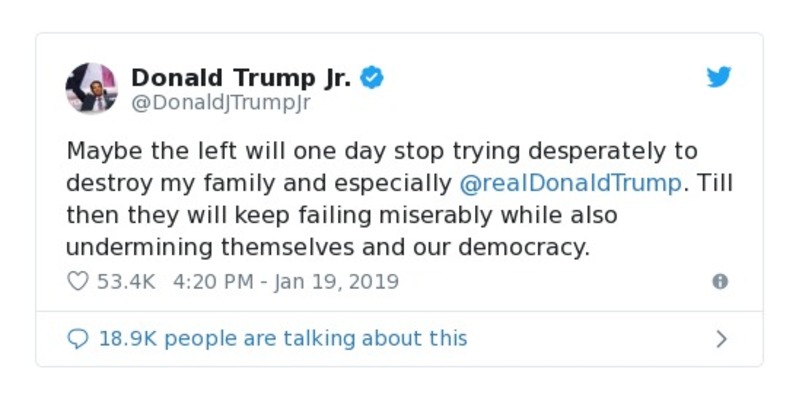 Donald Trump Jr.
@DonaldJTrumpJr
Maybe the left will one day stop trying desperately to
destroy my family and especially @realDonaldTrump. Till
then they will keep failing miserably while also
undermining themselves and our democracy.
53.4K 4:20 PM - Jan 19, 2019
18.9K people are talking about this